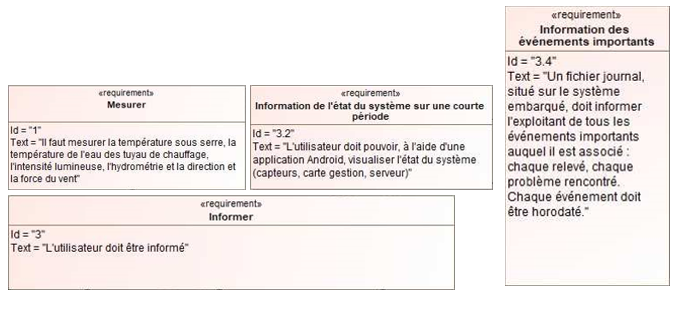 «requirement»
Mesurer
Id = "1"
Text = "Il faut mesurer la température sous serre, la
température de l'eau des tuyau de chauffage,
l'intensité lumineuse, l'hydrométrie et la direction et
la force du vent"
«requirement»
Information de l'état du système sur une courte
période
Id = "3.2"
Text = "L'utilisateur doit pouvoir, à l'aide d'une
application Android, visualiser l'état du système
(capteurs, carte gestion, serveur)"
«requirement»
Information des
événements importants
Id = "3.4"
Text = "Un fichier journal,
situé sur le système
embarqué, doit informer
l'exploitant de tous les
événements importants
auquel il est associé :
chaque relevé, chaque
problème rencontré.
Chaque événement doit
être horodaté."
«requirement»
Informer
Id = "3"
Text = "L'utilisateur doit être informé"